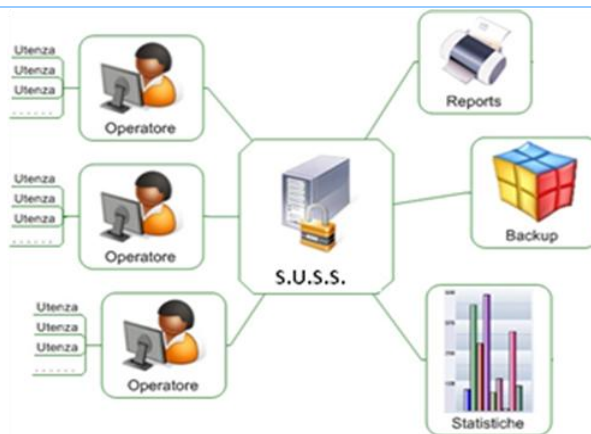 Utenza
Utenza
Utenza
......
Operatore
Utenza
Utenza
Utenza
......
Operatore
Utenza
Utenza
Utenza
......
Operatore
S.U.S.S.
Reports
Backup
Statistiche